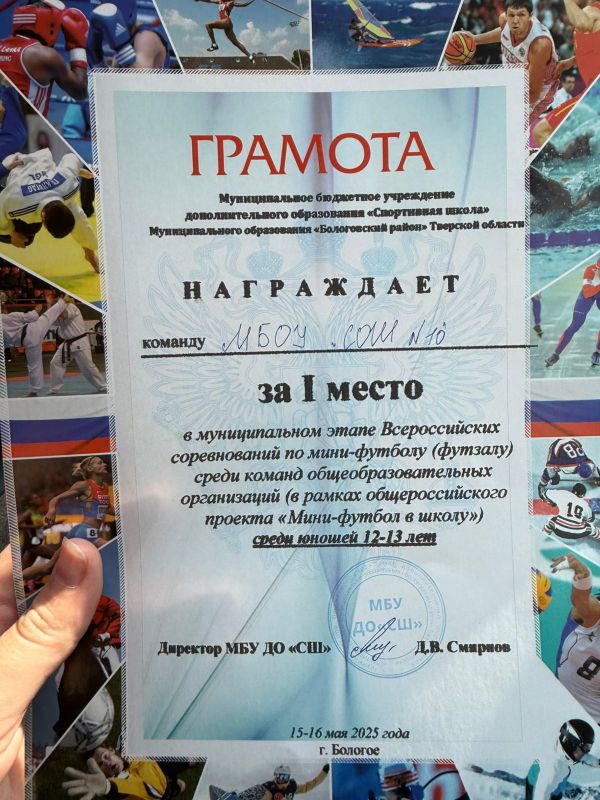 ГРАМОТА
Муниципальное бюджетное учреждение
дополнительного образования «Спортивная школа»
Муниципального образования «Бологовский район» Тверской области
НАГРАЖДАЕТ
команду МБОУ СОШ №10
за I место
в муниципальном этапе Всероссийских
соревнований по мини-футболу (футзалу)
среди команд общеобразовательных
организаций (в рамках общероссийского
проекта «Мини-футбол в школу»)
среди юношей 12-13 лет
МБУ
ДО«СШ»
Директор МБУ ДО «СШ» Д.В. Смирнов
15-16 мая 2025 года
г. Бологое